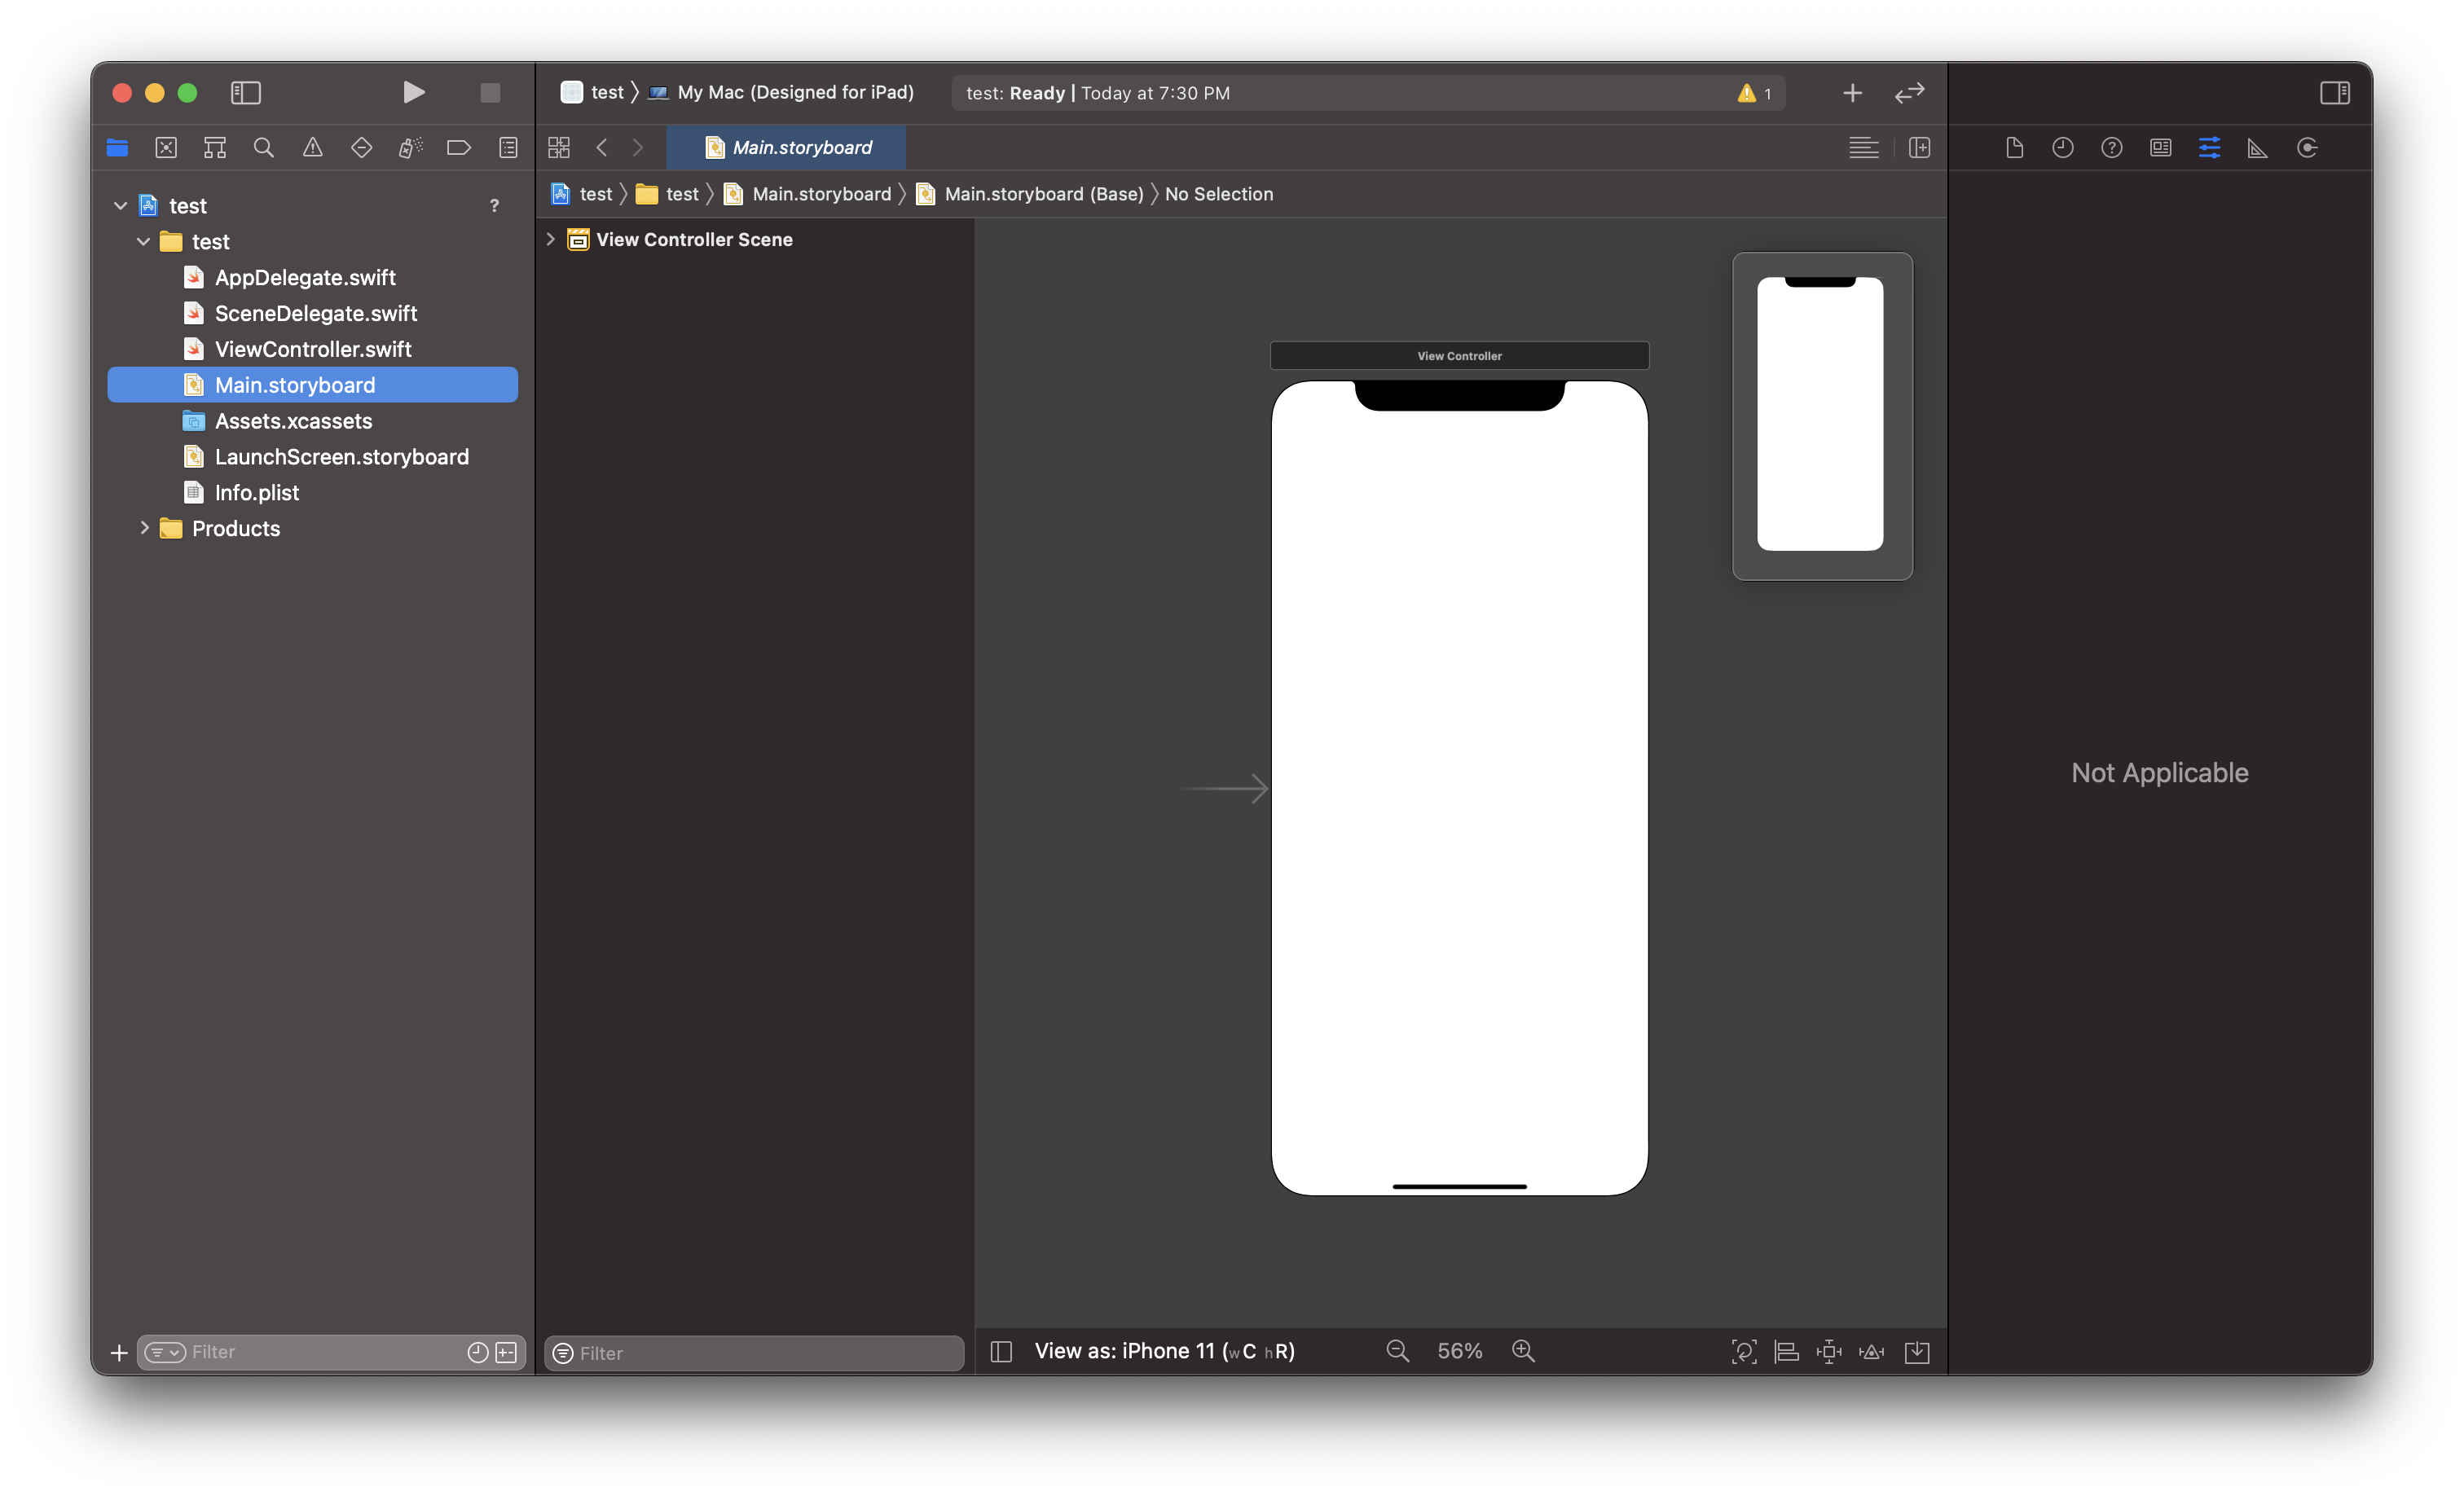 test 〉 My Mac (Designed for iPad)
test: Ready | Today at 7:30 PM
1
Main.storyboard
test 〉 test 〉 Main.storyboard 〉 Main.storyboard (Base) 〉 No Selection
test
?
test
AppDelegate.swift
SceneDelegate.swift
ViewController.swift
Main.storyboard
Assets.xcassets
LaunchScreen.storyboard
Info.plist
Products
Filter
View Controller Scene
Filter
View Controller
View as: iPhone 11 (wC hR)
56%
Not Applicable